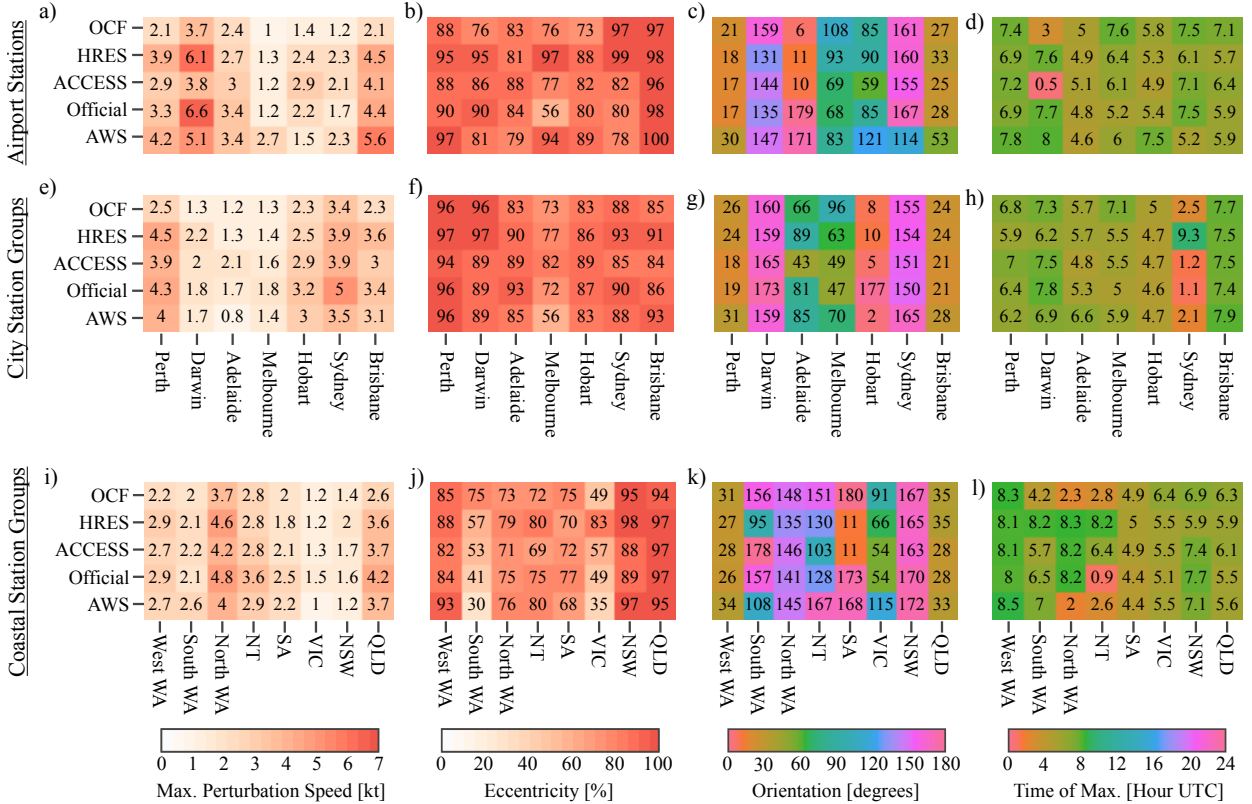 a) b) c) d)
Airport Stations
OCF 2.1 3.7 2.4 1 1.4 1.2 2.1 88 76 83 76 73 97 97 21 159 6 108 85 161 27 7.4 3 5 7.6 5.8 7.5 7.1
HRES 3.9 6.1 2.7 1.3 2.4 2.3 4.5 95 95 81 97 88 99 98 18 131 11 93 90 160 33 6.9 7.6 4.9 6.4 5.3 6.1 5.7
ACCESS 2.9 3.8 3 1.2 2.9 2.1 4.1 88 86 88 77 82 82 96 17 144 10 69 59 155 25 7.2 0.5 5.1 6.1 4.9 7.1 6.4
Official 3.3 6.6 3.4 1.2 2.2 1.7 4.4 90 90 84 56 80 80 98 17 135 179 68 85 167 28 6.9 7.7 4.8 5.2 5.4 7.5 5.9
AWS 4.2 5.1 3.4 2.7 1.5 2.3 5.6 97 81 79 94 89 78 100 30 147 171 83 121 114 53 7.8 8 4.6 6 7.5 5.2 5.9
e) f) g) h)
City Station Groups
OCF 2.5 1.3 1.2 1.3 2.3 3.4 2.3 96 96 83 73 83 88 85 26 160 66 96 8 155 24 6.8 7.3 5.7 7.1 5 2.5 7.7
HRES 4.5 2.2 1.3 1.4 2.5 3.9 3.6 97 97 90 77 86 93 91 24 159 89 63 10 154 24 5.9 6.2 5.7 5.5 4.7 9.3 7.5
ACCESS 3.9 2 2.1 1.6 2.9 3.9 3 94 89 89 82 89 85 84 18 165 43 49 5 151 21 7 7.5 4.8 5.5 4.7 1.2 7.5
Official 4.3 1.8 1.7 1.8 3.2 5 3.4 96 89 93 72 87 90 86 19 173 81 47 177 150 21 6.4 7.8 5.3 5 4.6 1.1 7.4
AWS 4 1.7 0.8 1.4 3 3.5 3.1 96 89 85 56 83 88 93 31 159 85 70 2 165 28 6.2 6.9 6.6 5.9 4.7 2.1 7.9
Perth Darwin Adelaide Melbourne Hobart Sydney Brisbane Perth Darwin Adelaide Melbourne Hobart Sydney Brisbane Perth Darwin Adelaide Melbourne Hobart Sydney Brisbane Perth Darwin Adelaide Melbourne Hobart Sydney Brisbane
i) j) k) l)
Coastal Station Groups
OCF 2.2 2 3.7 2.8 2 1.2 1.4 2.6 85 75 73 72 75 49 95 94 31 156 148 151 180 91 167 35 8.3 4.2 2.3 2.8 4.9 6.4 6.9 6.3
HRES 2.9 2.1 4.6 2.8 1.8 1.2 2 3.6 88 57 79 80 70 83 98 97 27 95 135 130 11 66 165 35 8.1 8.2 8.3 8.2 5 5.5 5.9 5.9
ACCESS 2.7 2.2 4.2 2.8 2.1 1.3 1.7 3.7 82 53 71 69 72 57 88 97 28 178 146 103 11 54 163 28 8.1 5.7 8.2 6.4 4.9 5.5 7.4 6.1
Official 2.9 2.1 4.8 3.6 2.5 1.5 1.6 4.2 84 41 75 75 77 49 89 97 26 157 141 128 173 54 170 28 8 6.5 8.2 0.9 4.4 5.1 7.7 5.5
AWS 2.7 2.6 4 2.9 2.2 1 1.2 3.7 93 30 76 80 68 35 97 95 34 108 145 167 168 115 172 33 8.5 7 2 2.6 4.4 5.5 7.1 5.6
West WA South WA North WA NT SA VIC NSW QLD West WA South WA North WA NT SA VIC NSW QLD West WA South WA North WA NT SA VIC NSW QLD West WA South WA North WA NT SA VIC NSW QLD
0 1 2 3 4 5 6 7 0 20 40 60 80 100 0 30 60 90 120 150 180 0 4 8 12 16 20 24
Max. Perturbation Speed [kt] Eccentricity [%] Orientation [degrees] Time of Max. [Hour UTC]